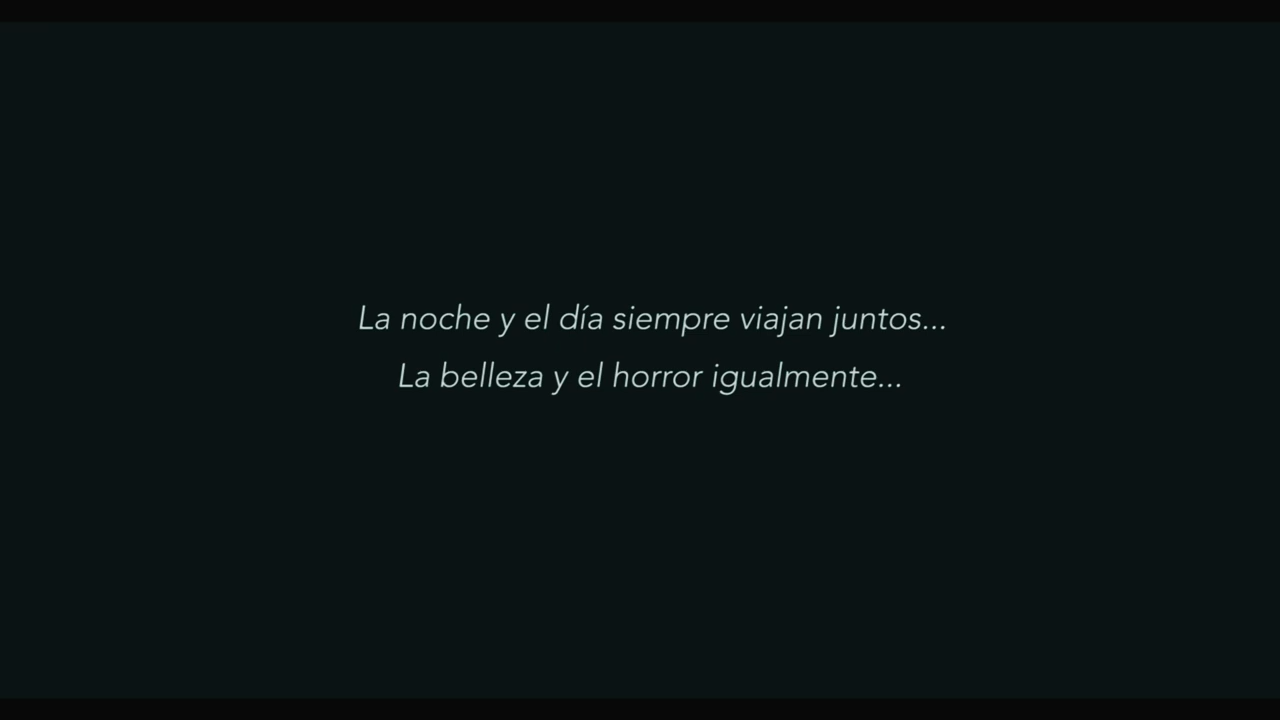 La noche y el día siempre viajan juntos...
La belleza y el horror igualmente...